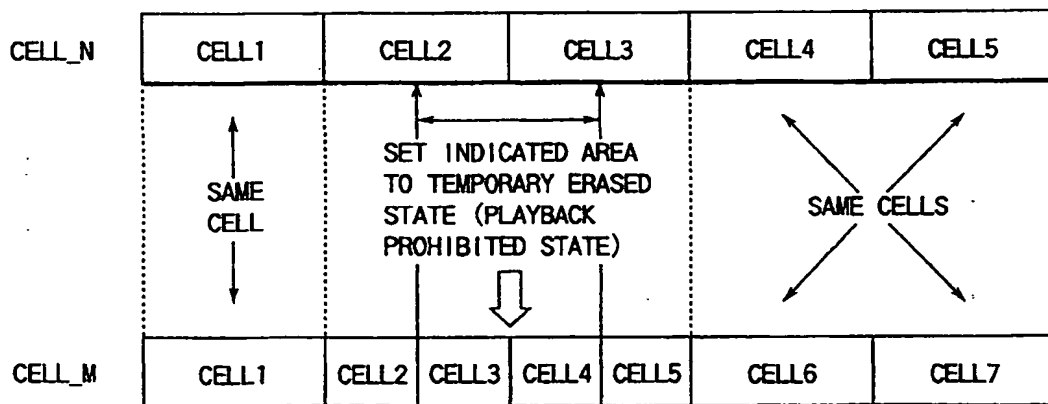 CELL_N CELL1 CELL2 CELL3 CELL4 CELL5
SET INDICATED AREA
TO TEMPORARY ERASED
STATE (PLAYBACK
PROHIBITED STATE)
SAME
CELL
SAME CELLS
CELL_M CELL1 CELL2 CELL3 CELL4 CELL5 CELL6 CELL7